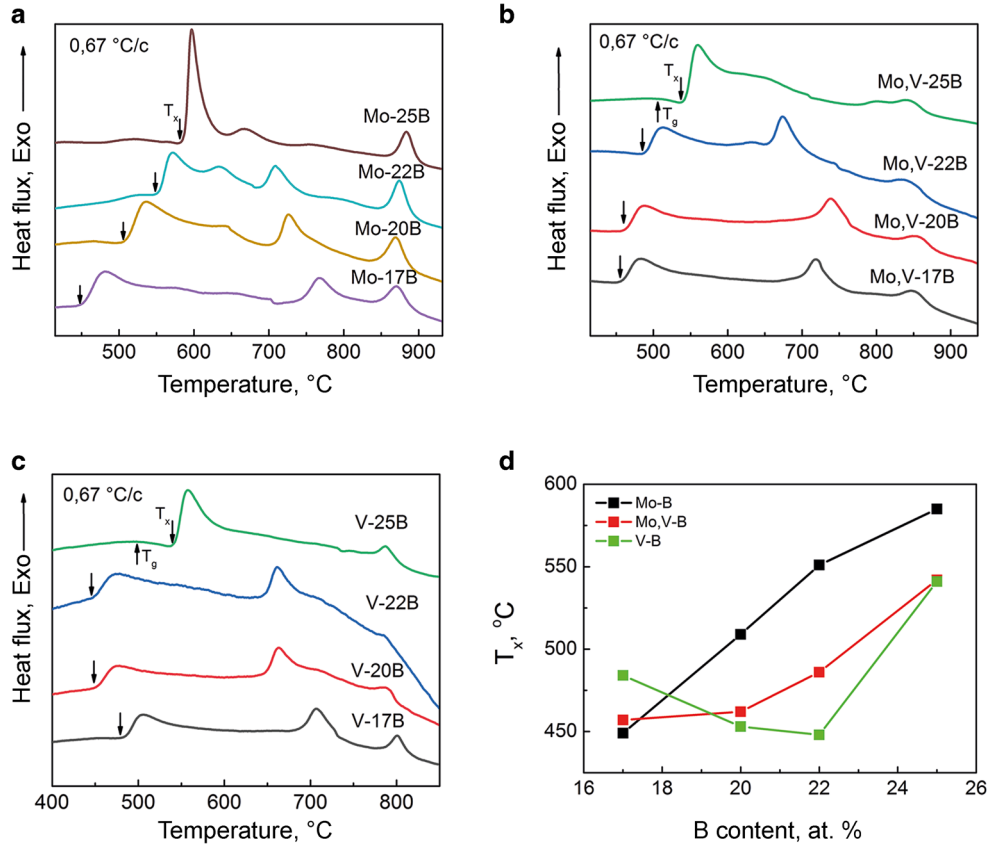 a
0,67 °C/c
Tx
Mo-25B
Mo-22B
Mo-20B
Mo-17B
Heat flux, Exo
500 600 700 800 900
Temperature, °C
b
0,67 °C/c
Tx
Tg
Mo,V-25B
Mo,V-22B
Mo,V-20B
Mo,V-17B
Heat flux, Exo
500 600 700 800 900
Temperature, °C
c
0,67 °C/c
Tx
Tg
V-25B
V-22B
V-20B
V-17B
Heat flux, Exo
400 500 600 700 800
Temperature, °C
d
600
550
500
450
Tx, °C
Mo-B
Mo,V-B
V-B
16 18 20 22 24 26
B content, at. %